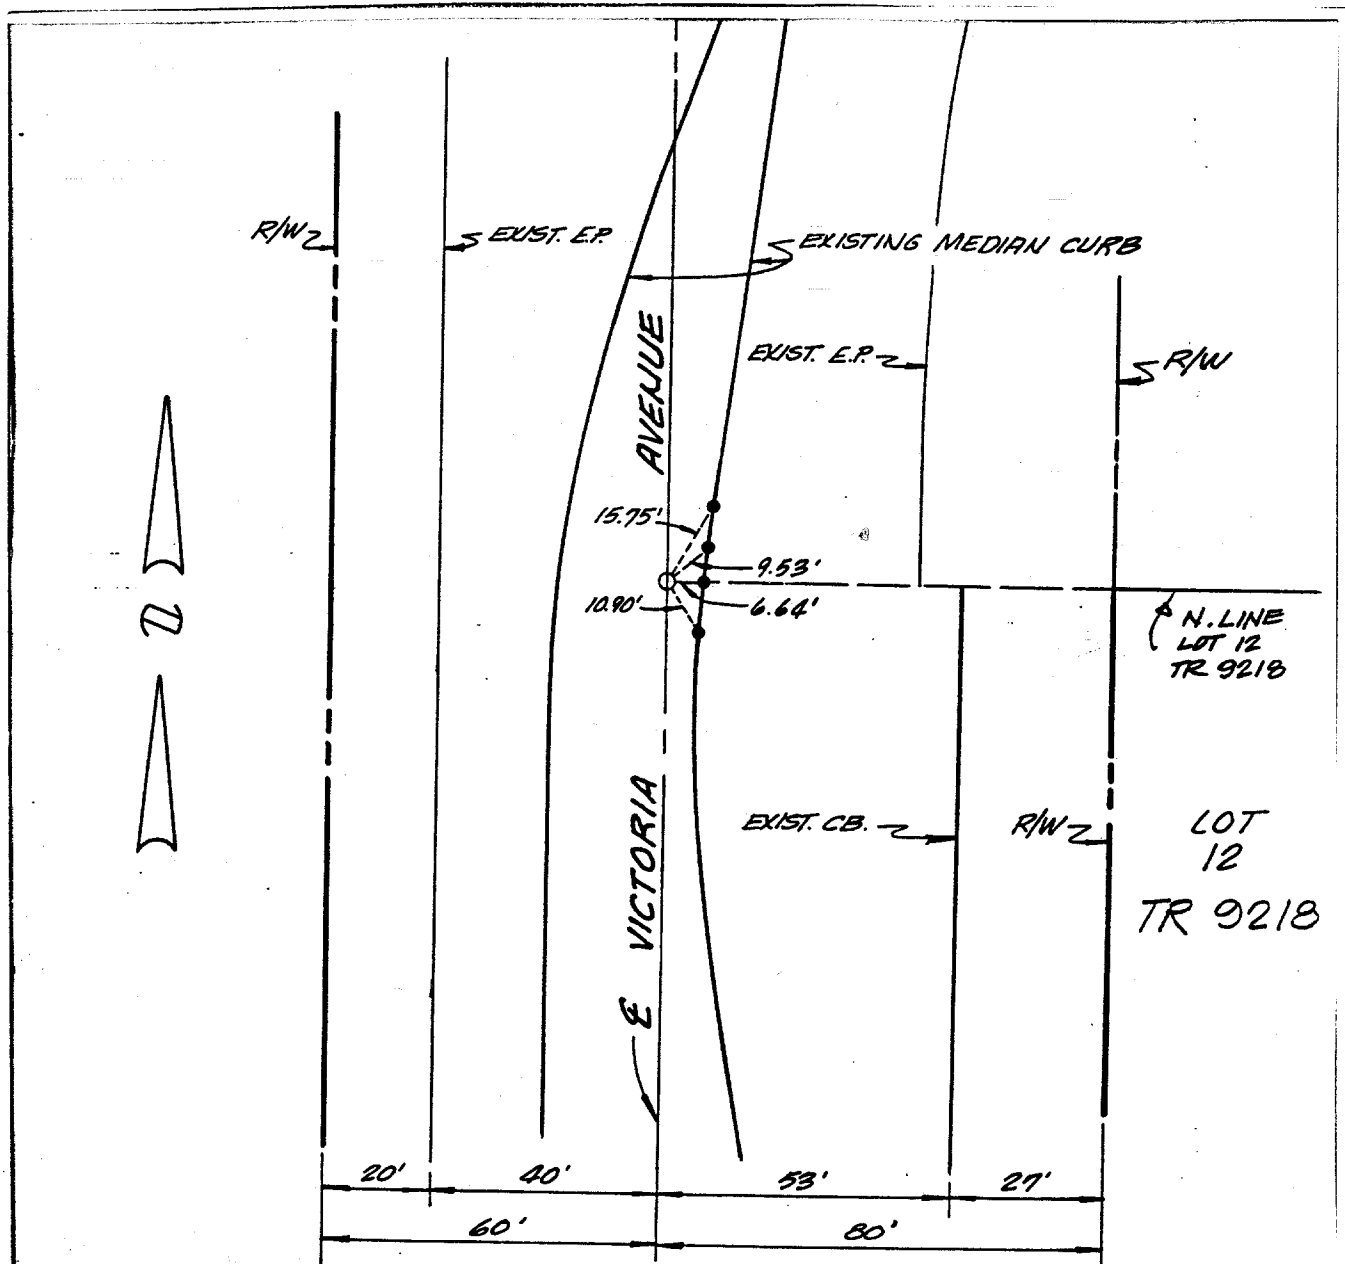 R/W
EXIST. E.P.
EXISTING MEDIAN CURB
AVENUE
EXIST. E.P.
R/W
15.75'
9.53'
10.90'
6.64'
N
N. LINE
LOT 12
TR 9218
℄ VICTORIA
EXIST. CB.
R/W
LOT
12
TR 9218
20'
40'
53'
27'
60'
80'